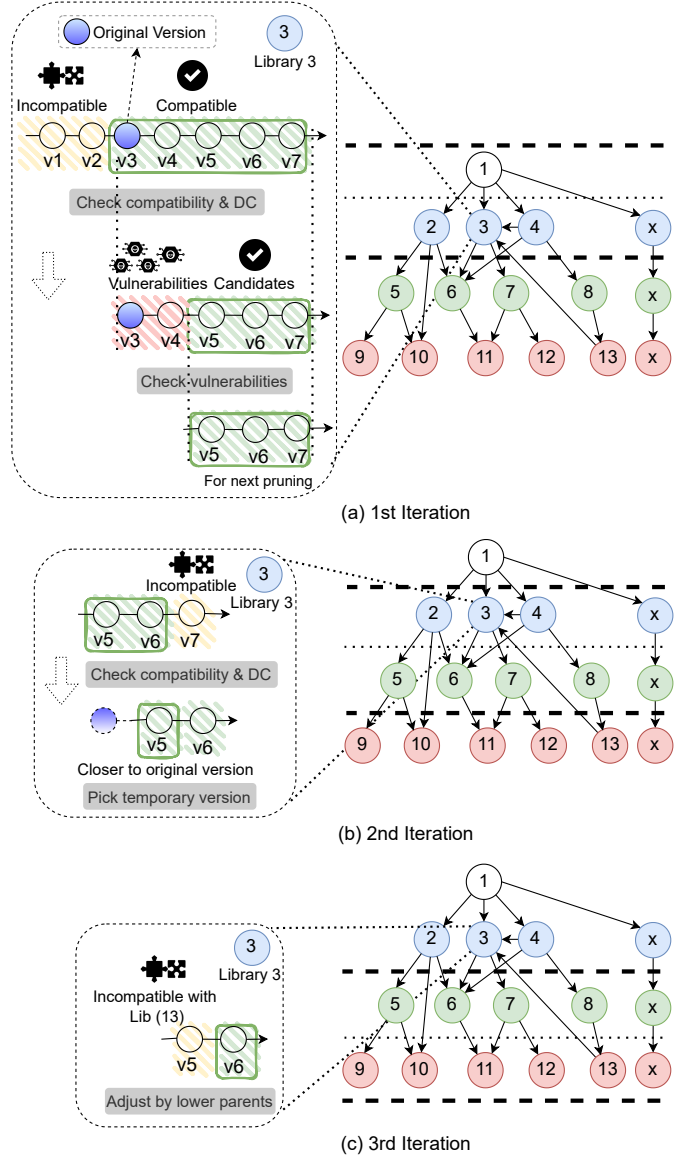 Original Version
3
Library 3
Incompatible
Compatible
v1 v2 v3 v4 v5 v6 v7
Check compatibility & DC
Vulnerabilities
Candidates
v3 v4 v5 v6 v7
Check vulnerabilities
v5 v6 v7
For next pruning
1
2 3 4 x
5 6 7 8 x
9 10 11 12 13 x
(a) 1st Iteration
Incompatible
3
Library 3
v5 v6 v7
Check compatibility & DC
v5 v6
Closer to original version
Pick temporary version
1
2 3 4 x
5 6 7 8 x
9 10 11 12 13 x
(b) 2nd Iteration
3
Library 3
Incompatible with
Lib (13)
v5 v6
Adjust by lower parents
1
2 3 4 x
5 6 7 8 x
9 10 11 12 13 x
(c) 3rd Iteration